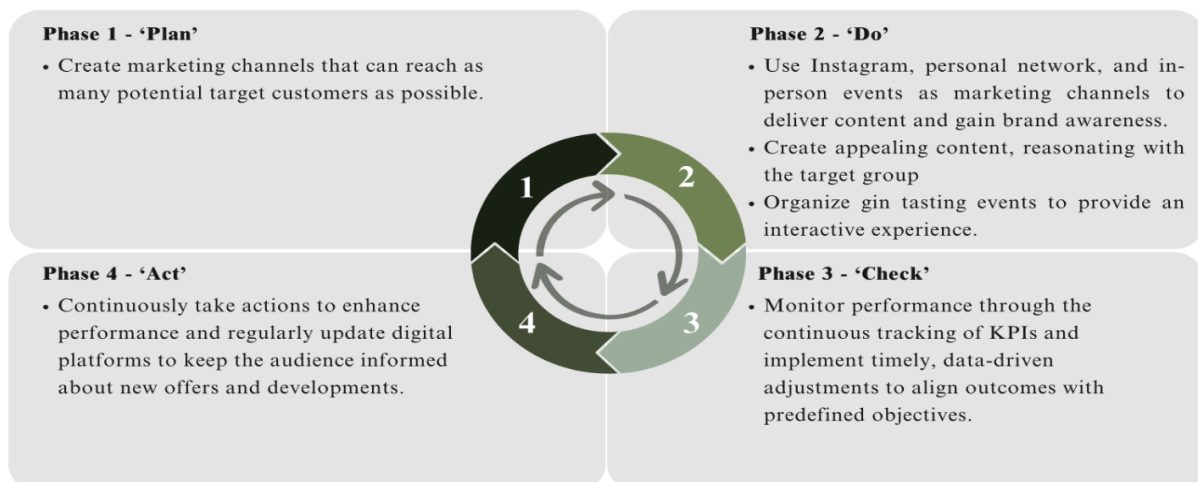 Phase 1 - ‘Plan’
• Create marketing channels that can reach as
many potential target customers as possible.
Phase 2 - ‘Do’
• Use Instagram, personal network, and in-
person events as marketing channels to
deliver content and gain brand awareness.
• Create appealing content, reasonating with
the target group
• Organize gin tasting events to provide an
interactive experience.
1
2
Phase 4 - ‘Act’
• Continuously take actions to enhance
performance and regularly update digital
platforms to keep the audience informed
about new offers and developments.
4
3
Phase 3 - ‘Check’
• Monitor performance through the
continuous tracking of KPIs and
implement timely, data-driven
adjustments to align outcomes with
predefined objectives.